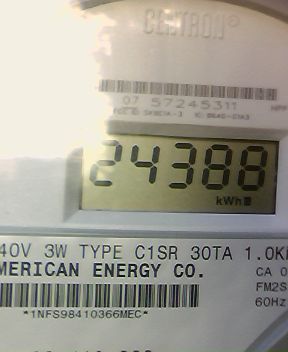 CENTRON®
07 57245311
24388
kWh
40V 3W TYPE C1SR 30TA 1.0K
MERICAN ENERGY CO.
CA 0
FM2S
60Hz
*1NFS98410366MEC*